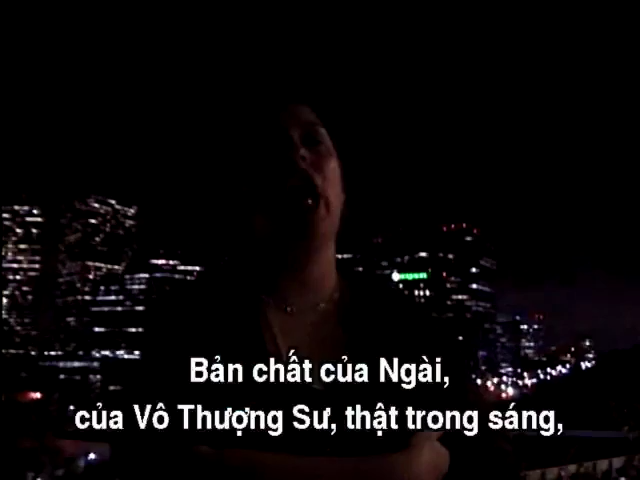 Bản chất của Ngài,
của Vô Thượng Sư, thật trong sáng,